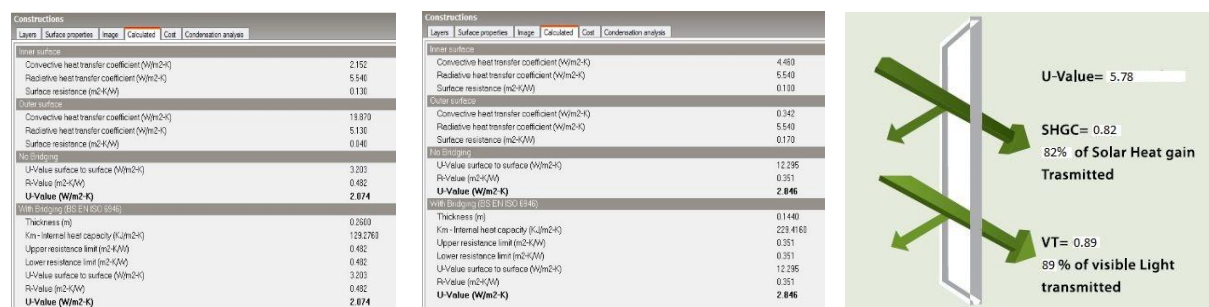 Constructions
Layers Surface properties Image Calculated Cost Condensation analysis
Inner surface
Convective heat transfer coefficient (W/m2-K) 2.152
Radiative heat transfer coefficient (W/m2-K) 5.540
Surface resistance (m2-K/W) 0.130
Outer surface
Convective heat transfer coefficient (W/m2-K) 19.870
Radiative heat transfer coefficient (W/m2-K) 5.130
Surface resistance (m2-K/W) 0.040
No Bridging
U-Value surface to surface (W/m2-K) 3.203
R-Value (m2-K/W) 0.482
U-Value (W/m2-K) 2.074
With Bridging (BS EN ISO 6946)
Thickness (m) 0.2600
Km - Internal heat capacity (KJ/m2-K) 129.2760
Upper resistance limit (m2-K/W) 0.482
Lower resistance limit (m2-K/W) 0.482
U-Value surface to surface (W/m2-K) 3.203
R-Value (m2-K/W) 0.482
U-Value (W/m2-K) 2.074
Constructions
Layers Surface properties Image Calculated Cost Condensation analysis
Inner surface
Convective heat transfer coefficient (W/m2-K) 4.460
Radiative heat transfer coefficient (W/m2-K) 5.540
Surface resistance (m2-K/W) 0.100
Outer surface
Convective heat transfer coefficient (W/m2-K) 0.342
Radiative heat transfer coefficient (W/m2-K) 5.540
Surface resistance (m2-K/W) 0.170
No Bridging
U-Value surface to surface (W/m2-K) 12.295
R-Value (m2-K/W) 0.351
U-Value (W/m2-K) 2.846
With Bridging (BS EN ISO 6946)
Thickness (m) 0.1440
Km - Internal heat capacity (KJ/m2-K) 229.4160
Upper resistance limit (m2-K/W) 0.351
Lower resistance limit (m2-K/W) 0.351
U-Value surface to surface (W/m2-K) 12.295
R-Value (m2-K/W) 0.351
U-Value (W/m2-K) 2.846
U-Value= 5.78
SHGC= 0.82
82% of Solar Heat gain
Trasmitted
VT= 0.89
89 % of visible Light
transmitted